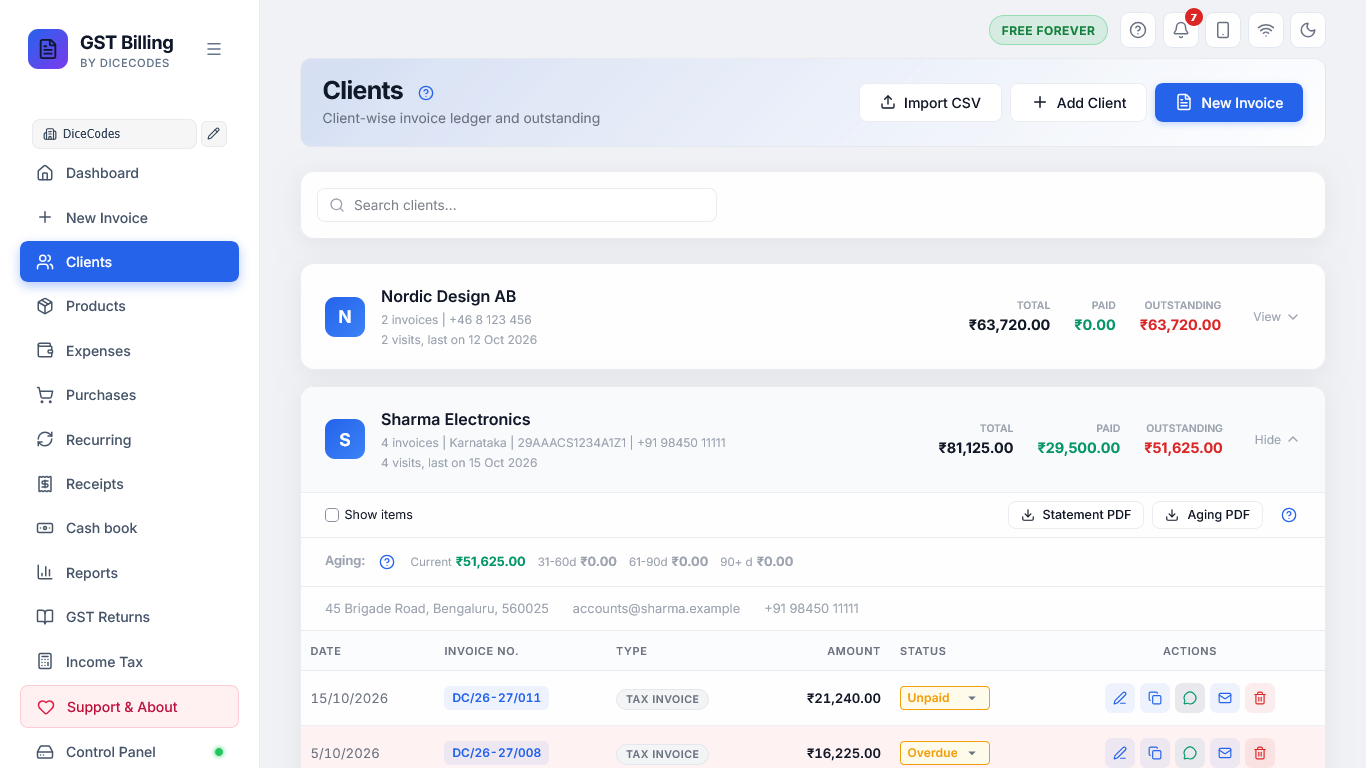 GST Billing
BY DICECODES
DiceCodes
Dashboard
New Invoice
Clients
Products
Expenses
Purchases
Recurring
Receipts
Cash book
Reports
GST Returns
Income Tax
Support & About
Control Panel
FREE FOREVER
7
Clients
Client-wise invoice ledger and outstanding
Import CSV
Add Client
New Invoice
Search clients...
N
Nordic Design AB
2 invoices | +46 8 123 456
2 visits, last on 12 Oct 2026
TOTAL PAID OUTSTANDING
₹63,720.00 ₹0.00 ₹63,720.00
View
S
Sharma Electronics
4 invoices | Karnataka | 29AAACS1234A1Z1 | +91 98450 11111
4 visits, last on 15 Oct 2026
TOTAL PAID OUTSTANDING
₹81,125.00 ₹29,500.00 ₹51,625.00
Hide
Show items
Statement PDF
Aging PDF
Aging: Current ₹51,625.00 31-60d ₹0.00 61-90d ₹0.00 90+ d ₹0.00
45 Brigade Road, Bengaluru, 560025 accounts@sharma.example +91 98450 11111
DATE INVOICE NO. TYPE AMOUNT STATUS ACTIONS
15/10/2026 DC/26-27/011 TAX INVOICE ₹21,240.00 Unpaid
5/10/2026 DC/26-27/008 TAX INVOICE ₹16,225.00 Overdue